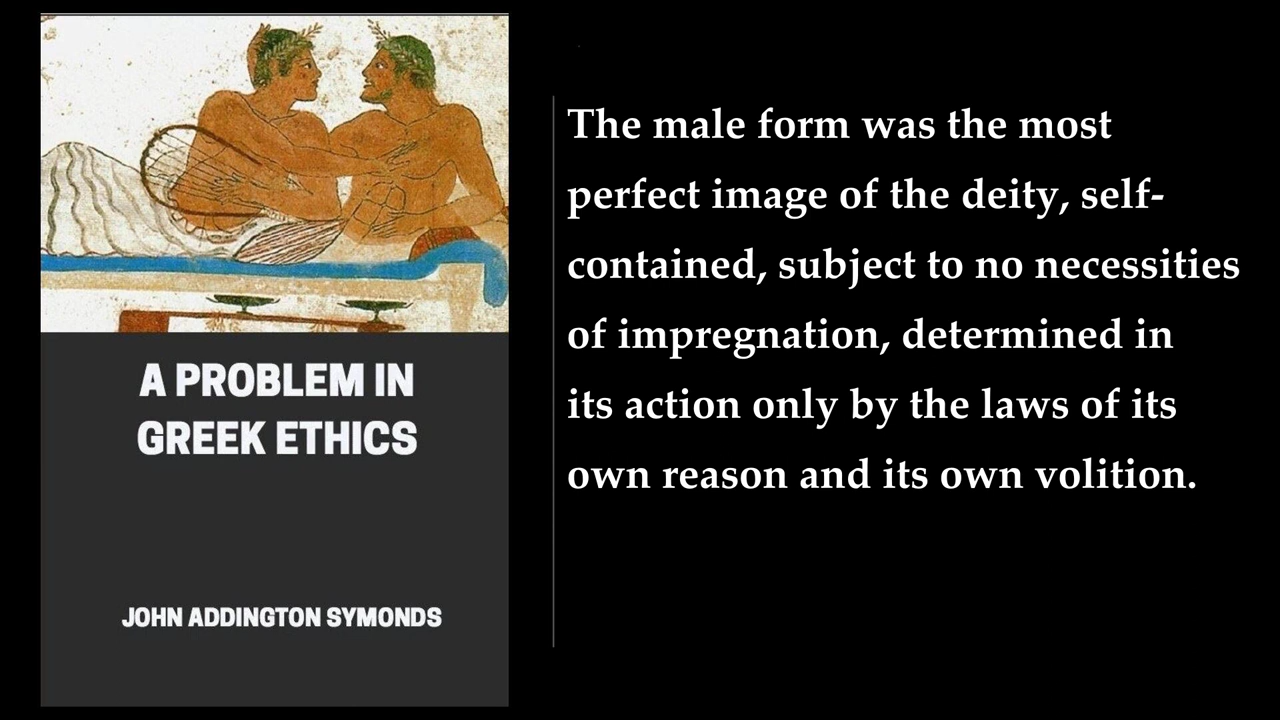 A PROBLEM IN
GREEK ETHICS
JOHN ADDINGTON SYMONDS
The male form was the most
perfect image of the deity, self-
contained, subject to no necessities
of impregnation, determined in
its action only by the laws of its
own reason and its own volition.